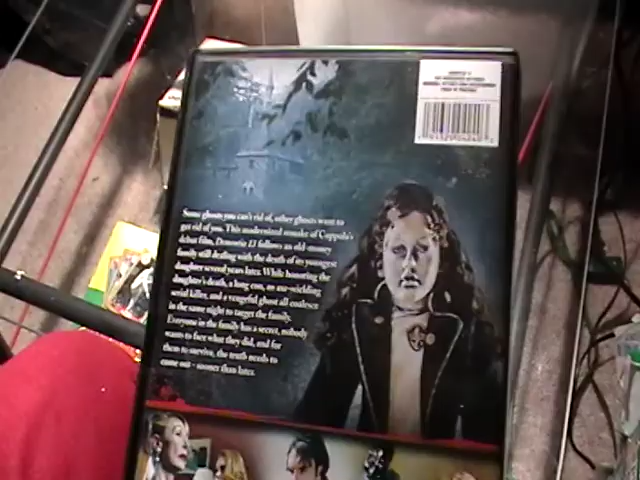 Some ghosts you can't rid of, other ghosts want to
get rid of you. This modernized remake of Coppola's
debut film, Dementia 13 follows an old-money
family still dealing with the death of its youngest
daughter several years later. While honoring the
daughter's death, a long con, an axe-wielding
serial killer, and a vengeful ghost all coalesce
in the same night to target the family.
Everyone in the family has a secret, nobody
wants to face what they did, and for
them to survive, the truth needs to
come out - sooner than later.